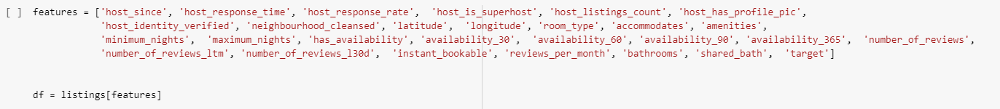 [ ] features = ['host_since', 'host_response_time', 'host_response_rate',  'host_is_superhost', 'host_listings_count', 'host_has_profile_pic',
'host_identity_verified', 'neighbourhood_cleansed', 'latitude',  'longitude', 'room_type', 'accommodates', 'amenities',
'minimum_nights',  'maximum_nights', 'has_availability', 'availability_30',  'availability_60', 'availability_90', 'availability_365',  'number_of_reviews',
'number_of_reviews_ltm', 'number_of_reviews_l30d',  'instant_bookable', 'reviews_per_month', 'bathrooms', 'shared_bath',  'target']
df = listings[features]